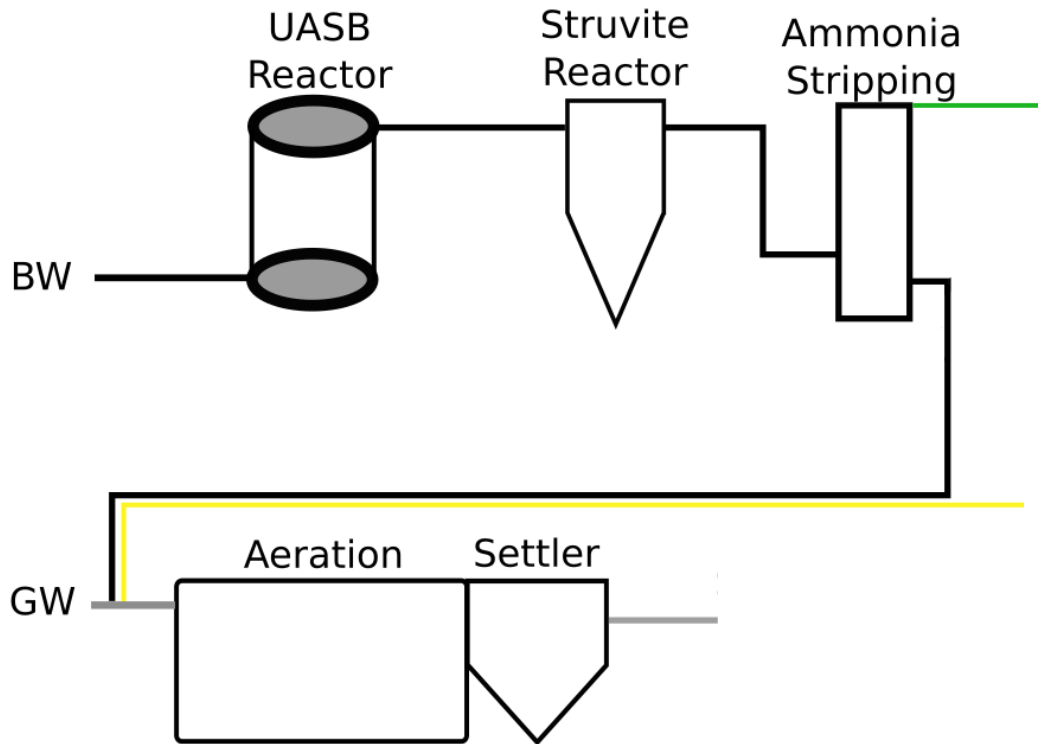 UASB
Reactor
Struvite
Reactor
Ammonia
Stripping
BW
Aeration
Settler
GW